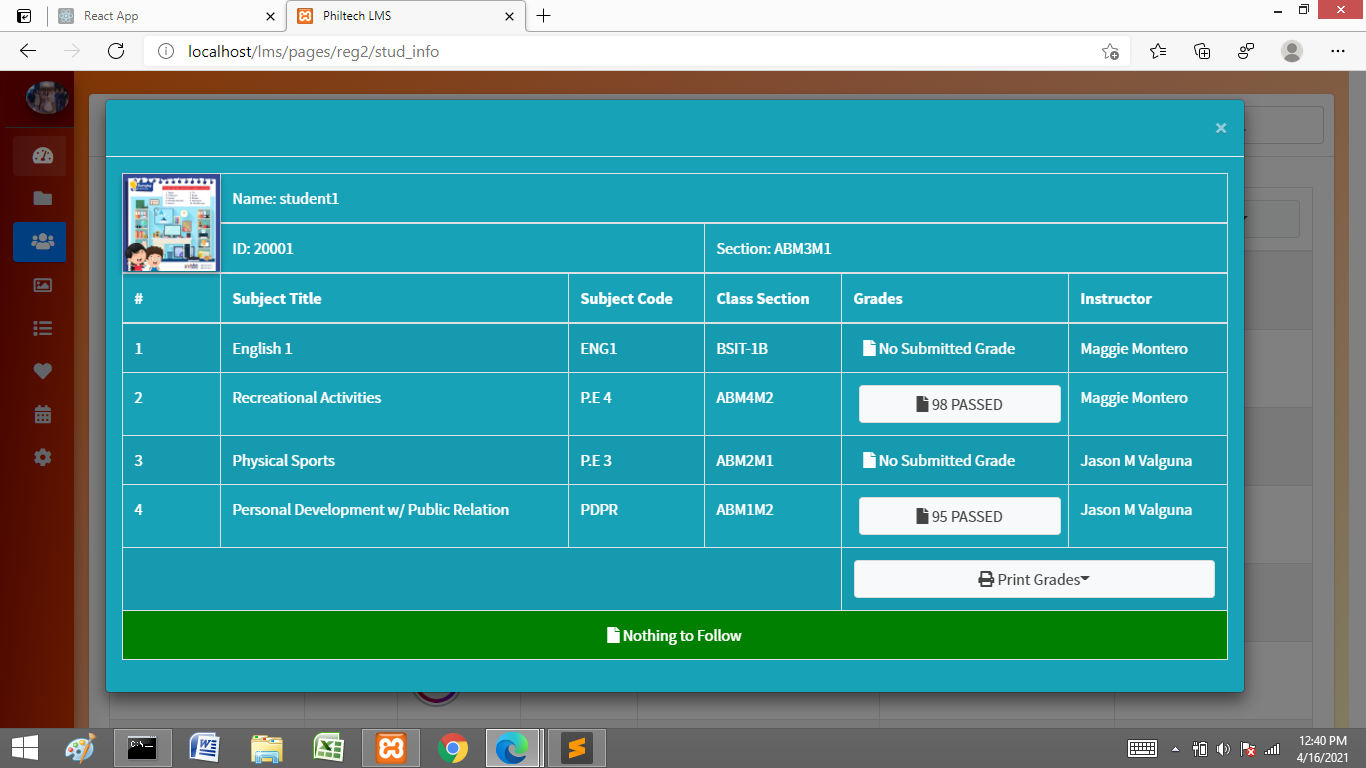 React App
Philtech LMS
localhost/lms/pages/reg2/stud_info
×
Name: student1
ID: 20001 Section: ABM3M1
# Subject Title Subject Code Class Section Grades Instructor
1 English 1 ENG1 BSIT-1B No Submitted Grade Maggie Montero
2 Recreational Activities P.E 4 ABM4M2 98 PASSED Maggie Montero
3 Physical Sports P.E 3 ABM2M1 No Submitted Grade Jason M Valguna
4 Personal Development w/ Public Relation PDPR ABM1M2 95 PASSED Jason M Valguna
Print Grades
Nothing to Follow
12:40 PM
4/16/2021